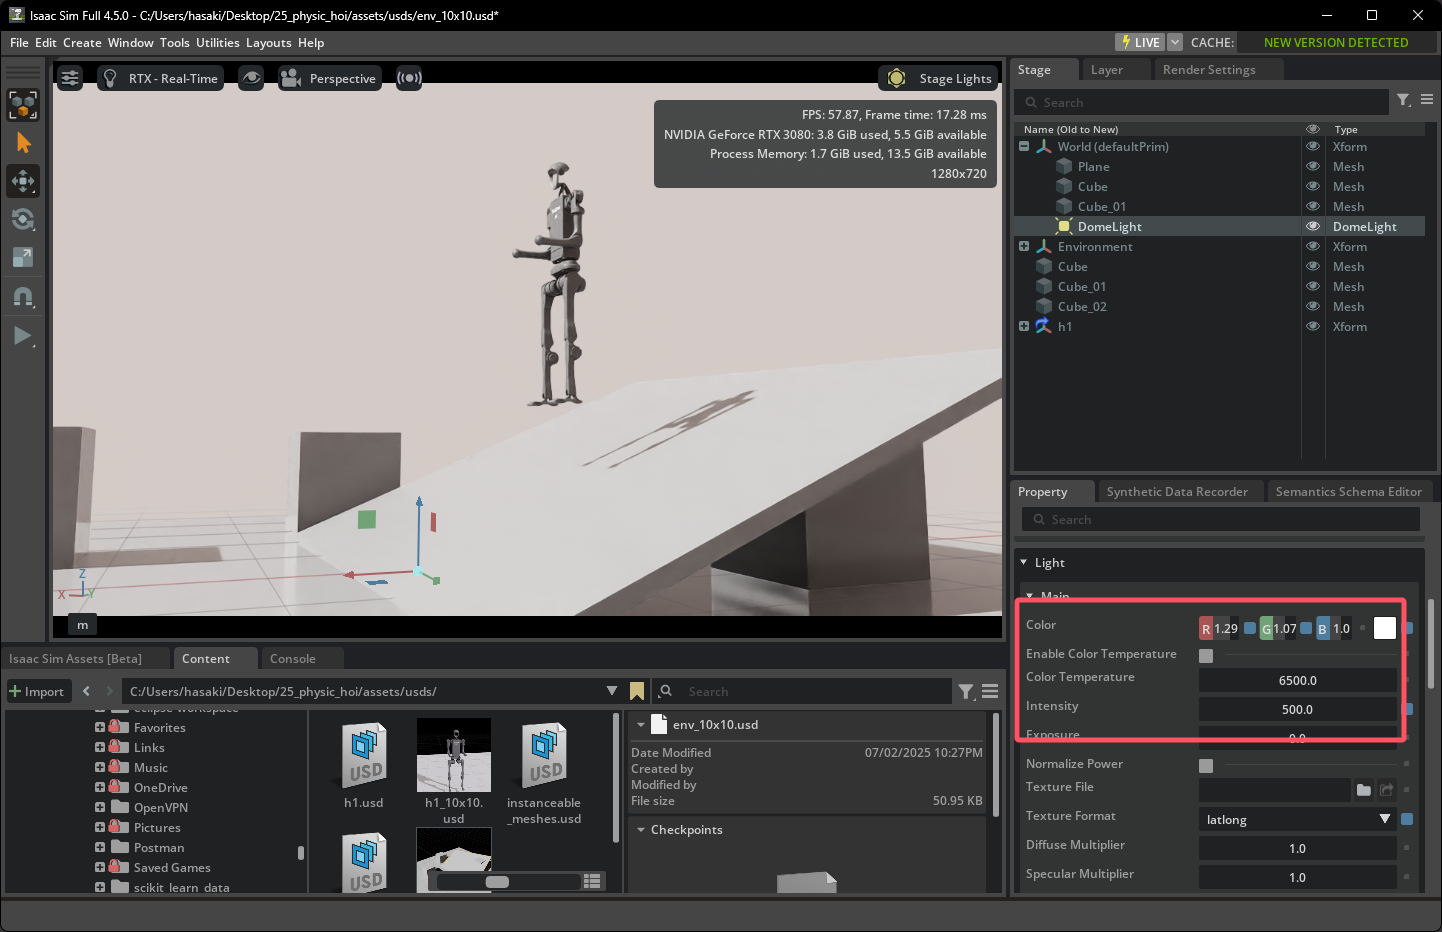 Isaac Sim Full 4.5.0 - C:/Users/hasaki/Desktop/25_physic_hoi/assets/usds/env_10x10.usd*
File Edit Create Window Tools Utilities Layouts Help
LIVE CACHE: NEW VERSION DETECTED
RTX - Real-Time Perspective Stage Lights
FPS: 57.87, Frame time: 17.28 ms
NVIDIA GeForce RTX 3080: 3.8 GiB used, 5.5 GiB available
Process Memory: 1.7 GiB used, 13.5 GiB available
1280x720
Z
X Y
m
Stage Layer Render Settings
Search
Name (Old to New) Type
World (defaultPrim) Xform
Plane Mesh
Cube Mesh
Cube_01 Mesh
DomeLight DomeLight
Environment Xform
Cube Mesh
Cube_01 Mesh
Cube_02 Mesh
h1 Xform
Property Synthetic Data Recorder Semantics Schema Editor
Search
Light
Main
Color R 1.29 G 1.07 B 1.0
Enable Color Temperature
Color Temperature 6500.0
Intensity 500.0
Exposure 0.0
Normalize Power
Texture File
Texture Format latlong
Diffuse Multiplier 1.0
Specular Multiplier 1.0
Isaac Sim Assets [Beta] Content Console
Import C:/Users/hasaki/Desktop/25_physic_hoi/assets/usds/ Search
eclipse-workspace
Favorites
Links
Music
OneDrive
OpenVPN
Pictures
Postman
Saved Games
scikit_learn_data
USD
h1.usd
h1_10x10.
usd
USD
instanceable
_meshes.usd
USD
env_10x10.usd
Date Modified 07/02/2025 10:27PM
Created by
Modified by
File size 50.95 KB
Checkpoints